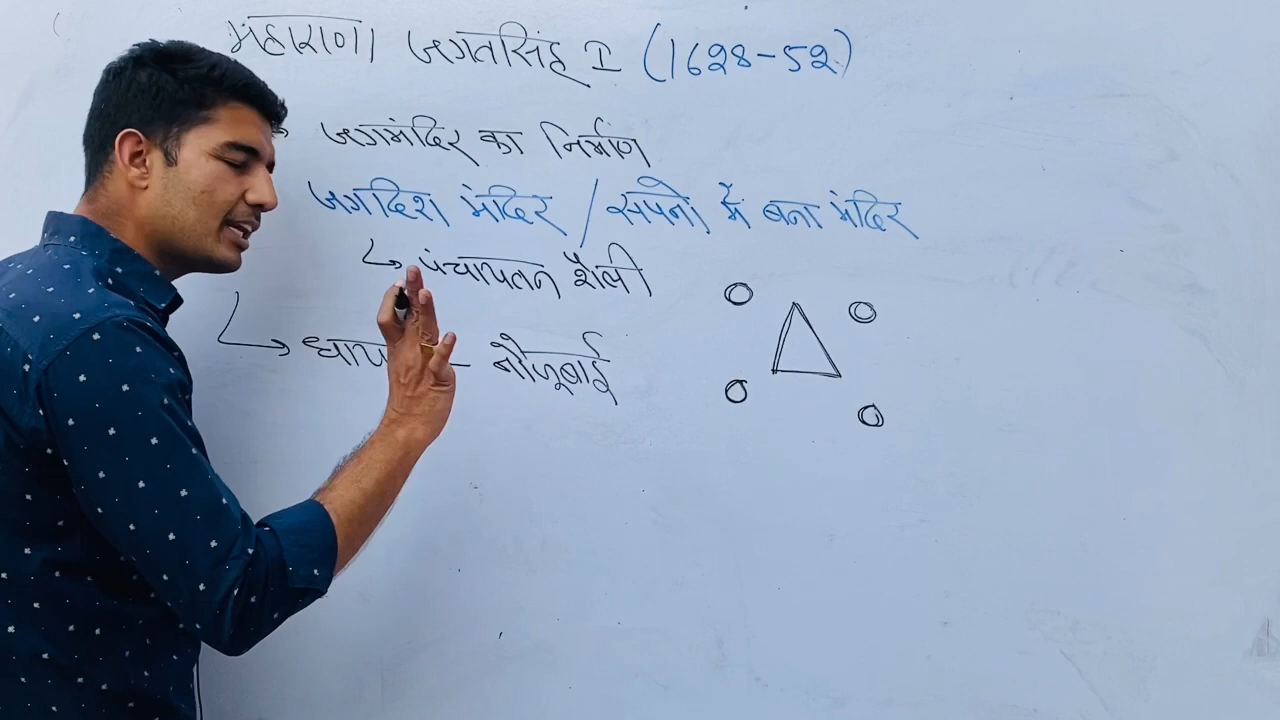 महाराणा जगतसिंह I (1628-52)
जगमंदिर का निर्माण
जगदिश मंदिर / सपनो में बना मंदिर
↳ पंचायतन शैली
↳ धाय - नौजूबाई